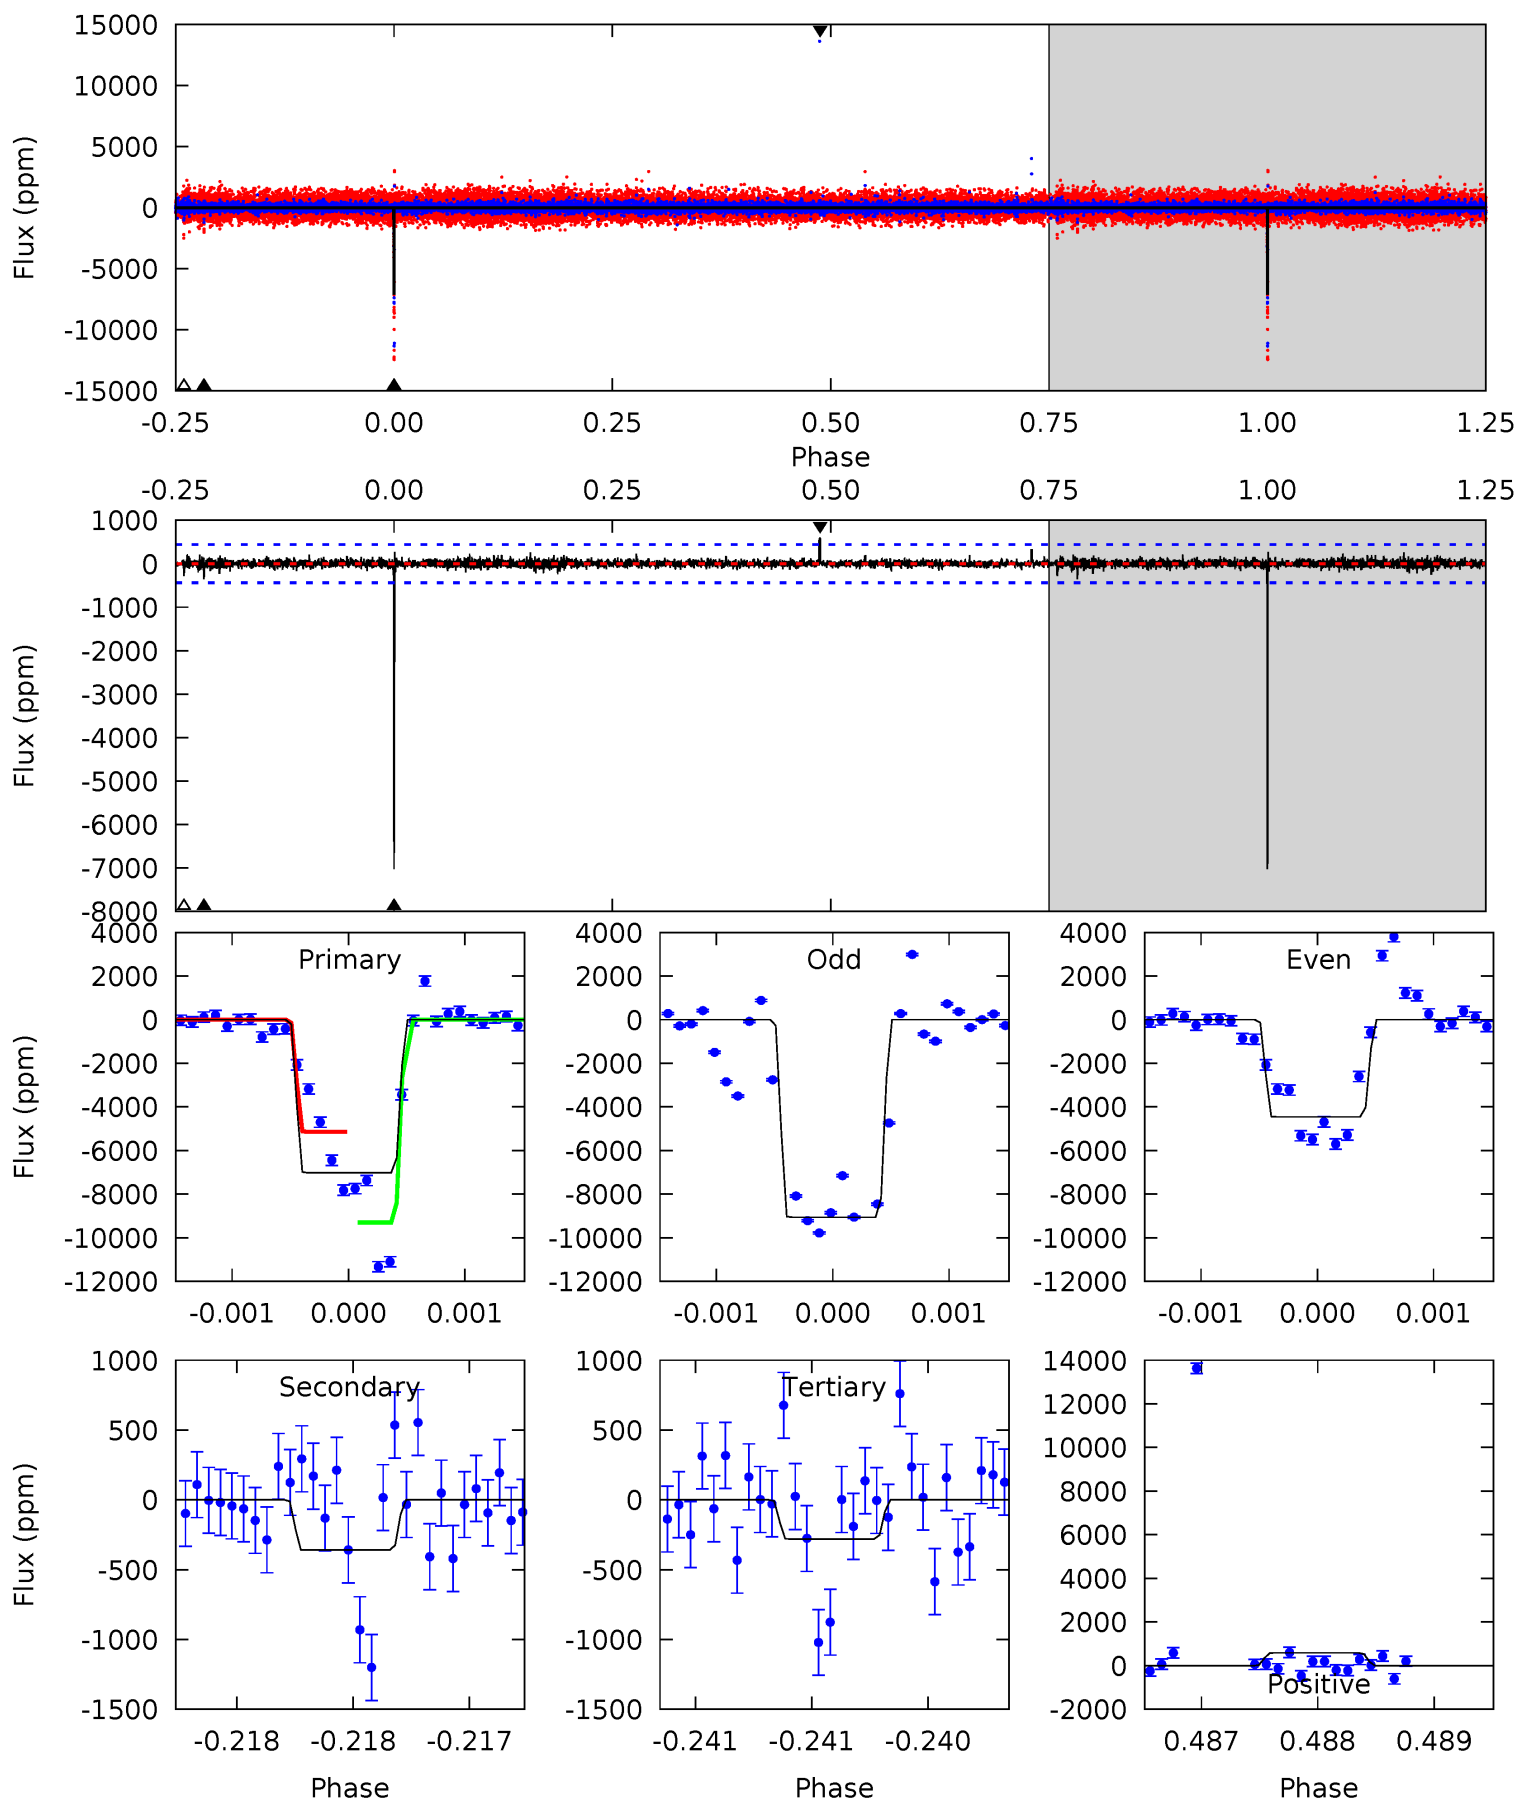 15000
10000
5000
0
-5000
-10000
-15000
Flux (ppm)
-0.25 0.00 0.25 0.50 0.75 1.00 1.25
Phase
-0.25 0.00 0.25 0.50 0.75 1.00 1.25
1000
0
-1000
-2000
-3000
-4000
-5000
-6000
-7000
-8000
Flux (ppm)
Primary
4000
2000
0
-2000
-4000
-6000
-8000
-10000
-12000
Flux (ppm)
-0.001 0.000 0.001
Odd
4000
2000
0
-2000
-4000
-6000
-8000
-10000
-12000
-0.001 0.000 0.001
Even
4000
2000
0
-2000
-4000
-6000
-8000
-10000
-12000
-0.001 0.000 0.001
Secondary
1000
500
0
-500
-1000
-1500
Flux (ppm)
-0.218 -0.218 -0.217
Phase
Tertiary
1000
500
0
-500
-1000
-1500
-0.241 -0.241 -0.240
Phase
14000
12000
10000
8000
6000
4000
2000
0
-2000
Positive
0.487 0.488 0.489
Phase